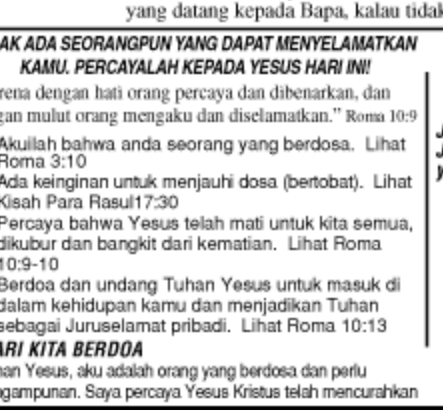 yang datang kepada Bapa, kalau tidak
AK ADA SEORANGPUN YANG DAPAT MENYELAMATKAN
KAMU. PERCAYALAH KEPADA YESUS HARI INI!
rena dengan hati orang percaya dan dibenarkan, dan
gan mulut orang mengaku dan diselamatkan.” Roma 10:9
Akuilah bahwa anda seorang yang berdosa. Lihat
Roma 3:10
Ada keinginan untuk menjauhi dosa (bertobat). Lihat
Kisah Para Rasul17:30
Percaya bahwa Yesus telah mati untuk kita semua,
dikubur dan bangkit dari kematian. Lihat Roma
10:9-10
Berdoa dan undang Tuhan Yesus untuk masuk di
dalam kehidupan kamu dan menjadikan Tuhan
sebagai Juruselamat pribadi. Lihat Roma 10:13
ARI KITA BERDOA
han Yesus, aku adalah orang yang berdosa dan perlu
ngampunan. Saya percaya Yesus Kristus telah mencurahkan